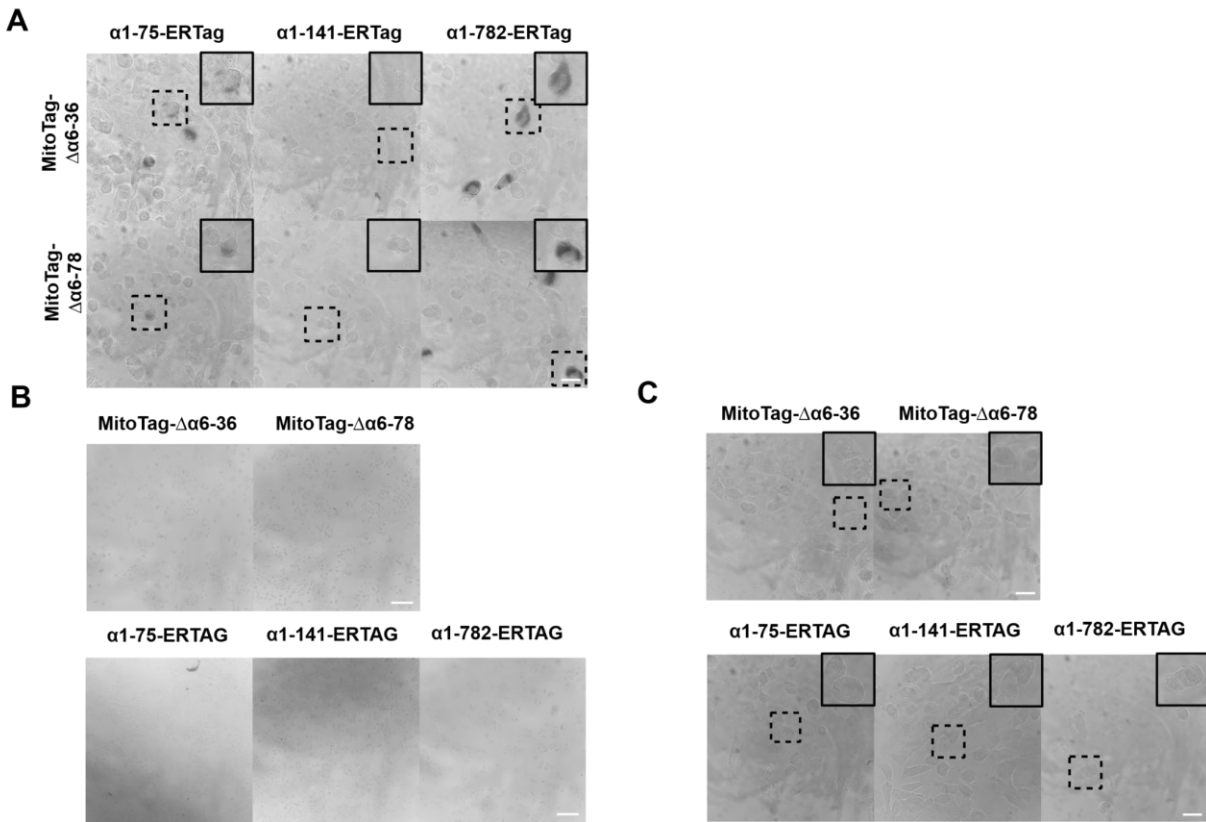 A
α1-75-ERTag α1-141-ERTag α1-782-ERTag
MitoTag-
Δα6-36
MitoTag-
Δα6-78
B
MitoTag-Δα6-36 MitoTag-Δα6-78
α1-75-ERTAG α1-141-ERTAG α1-782-ERTAG
C
MitoTag-Δα6-36 MitoTag-Δα6-78
α1-75-ERTAG α1-141-ERTAG α1-782-ERTAG